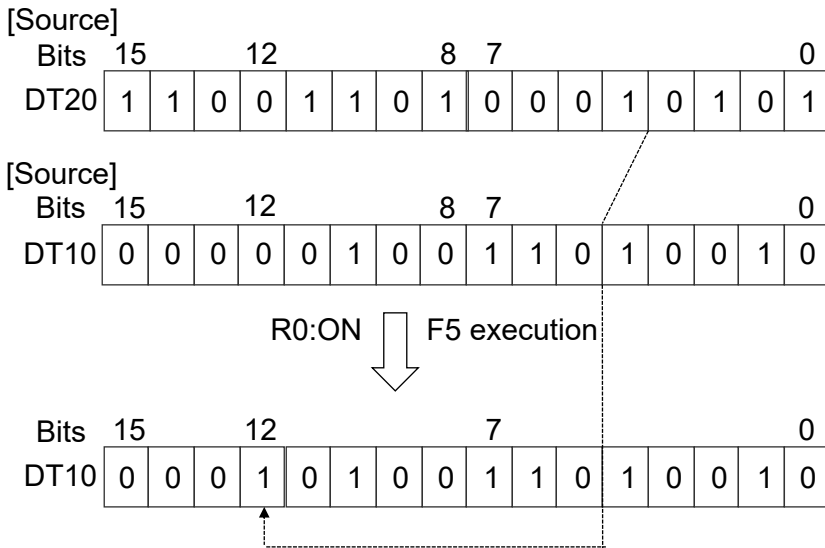 [Source]
Bits 15 12 8 7 0
DT20 1 1 0 0 1 1 0 1 0 0 0 1 0 1 0 1
[Source]
Bits 15 12 8 7 0
DT10 0 0 0 0 0 1 0 0 1 1 0 1 0 0 1 0
R0:ON F5 execution
Bits 15 12 7 0
DT10 0 0 0 1 0 1 0 0 1 1 0 1 0 0 1 0